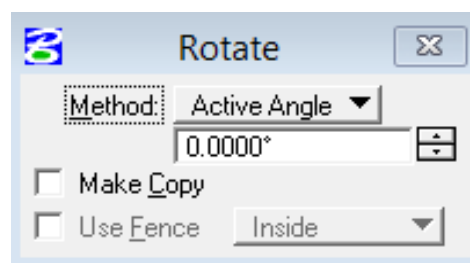 Rotate
Method: Active Angle
0.0000°
Make Copy
Use Fence Inside